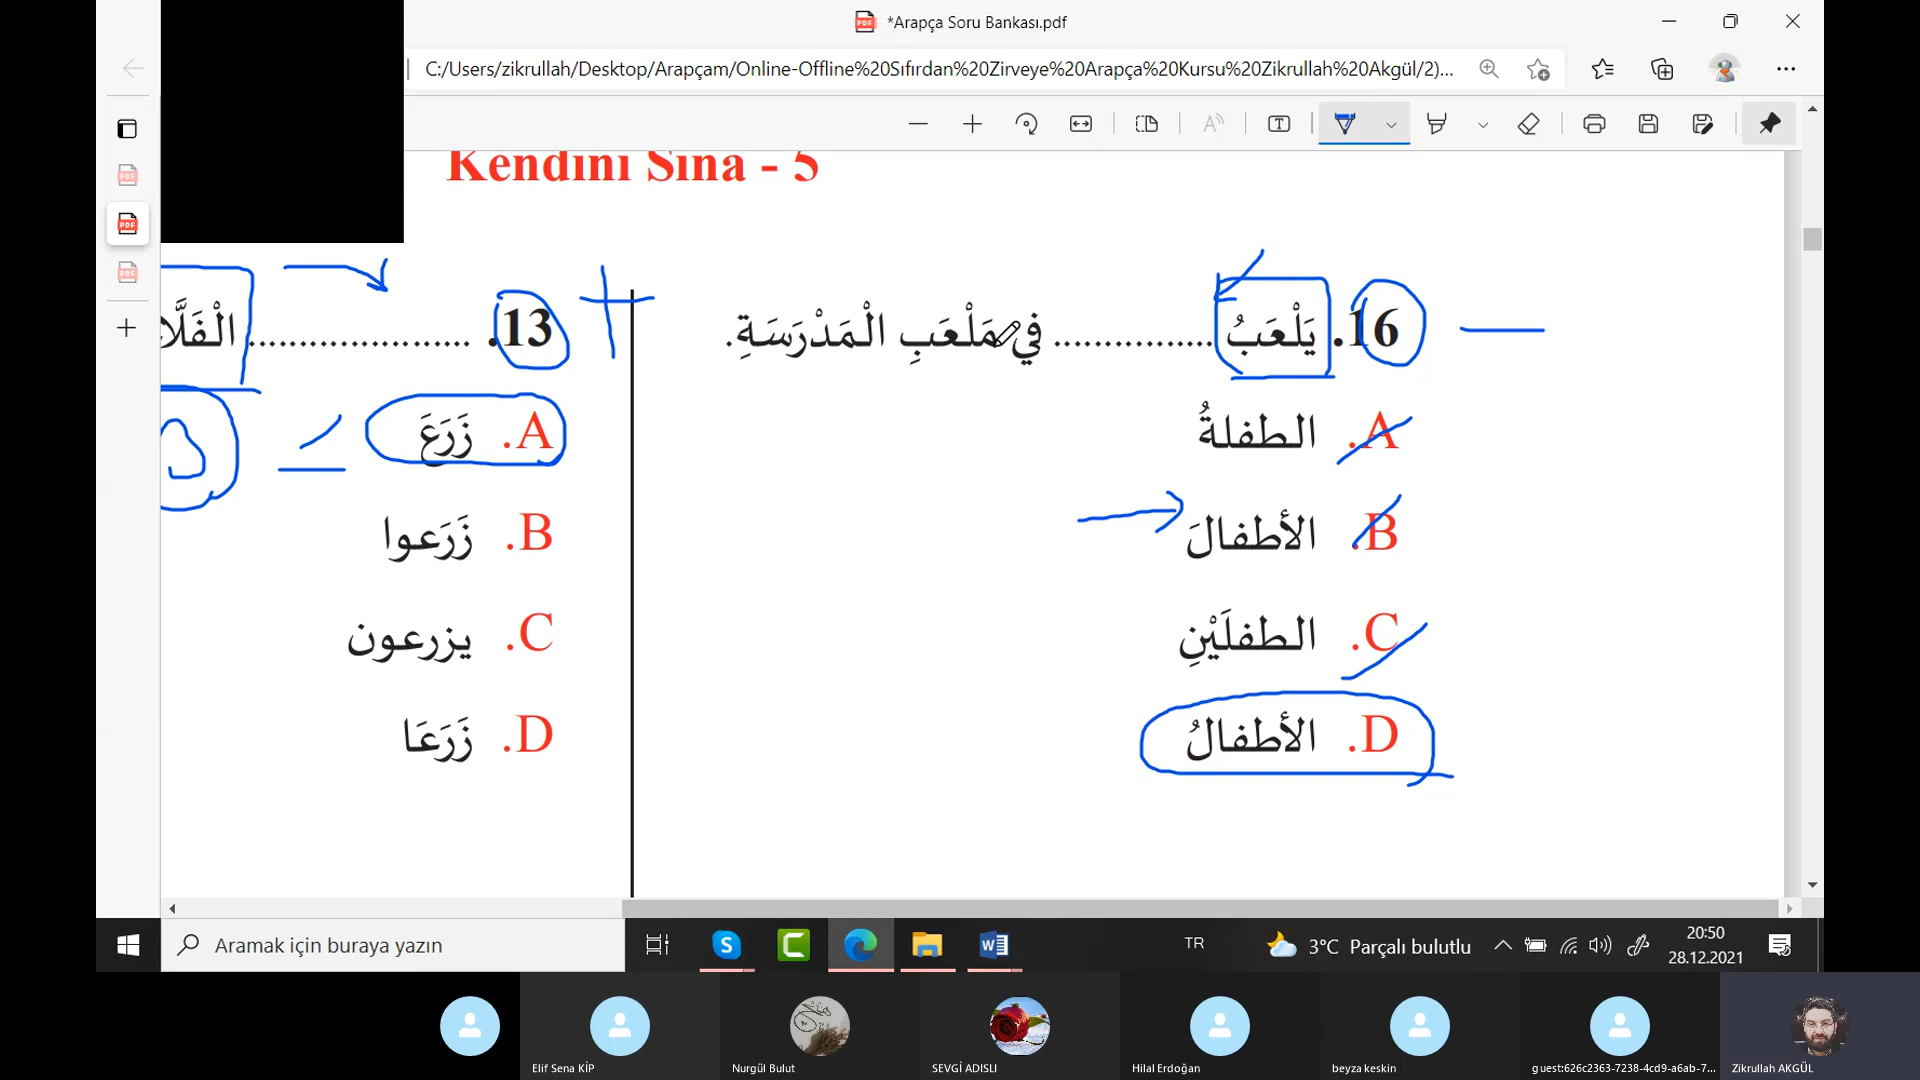 *Arapça Soru Bankası.pdf
C:/Users/zikrullah/Desktop/Arapçam/Online-Offline%20Sıfırdan%20Zirveye%20Arapça%20Kursu%20Zikrullah%20Akgül/2)...
Kendini Sına - 5
16. يَلْعَبُ ................ فِي مَلْعَبِ الْمَدْرَسَةِ.
A. الطفلةُ
B. الأطفالَ
C. الطفلَيْنِ
D. الأطفالُ
13. ......................
A. زَرَعَ
B. زَرَعوا
C. يزرعون
D. زَرَعَا
Aramak için buraya yazın
TR
3°C Parçalı bulutlu
20:50
28.12.2021
Elif Sena KİP
Nurgül Bulut
SEVGİ ADISLI
Hilal Erdoğan
beyza keskin
guest:626c2363-7238-4cd9-a6ab-7...
Zikrullah AKGÜL